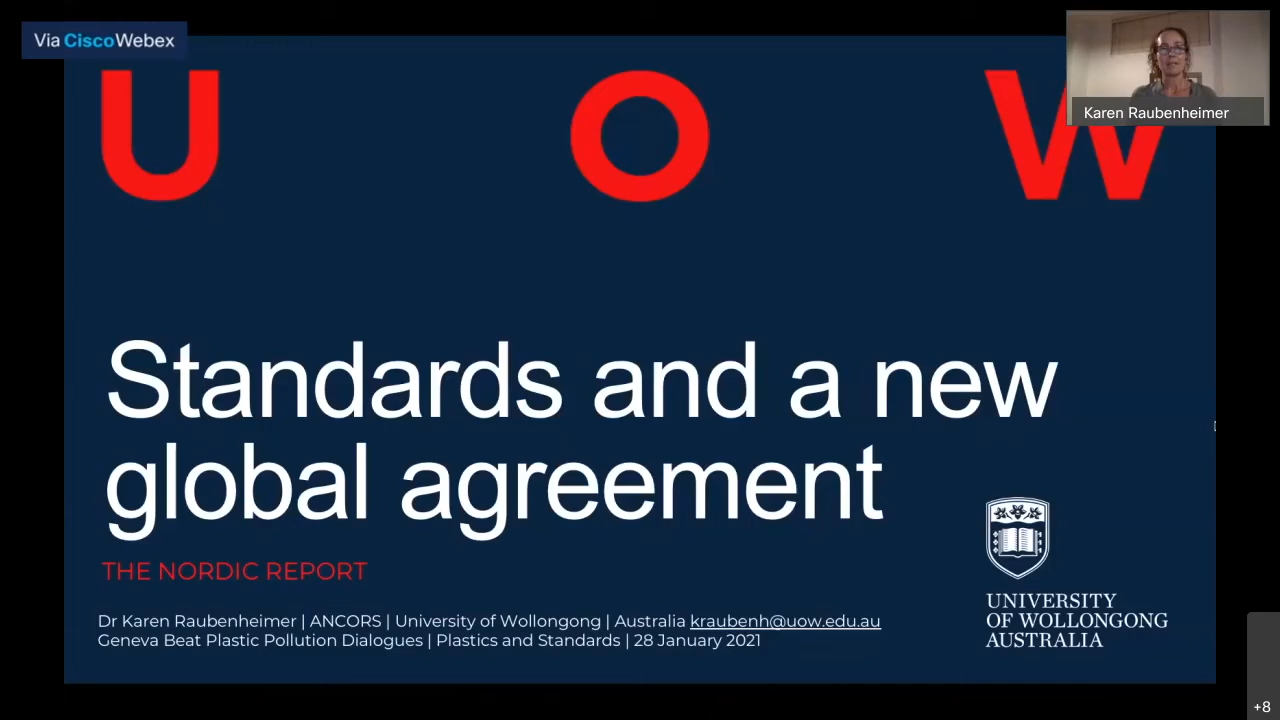 Via Cisco Webex
U O W
Karen Raubenheimer
Standards and a new
global agreement
THE NORDIC REPORT
Dr Karen Raubenheimer | ANCORS | University of Wollongong | Australia kraubenh@uow.edu.au
Geneva Beat Plastic Pollution Dialogues | Plastics and Standards | 28 January 2021
UNIVERSITY
OF WOLLONGONG
AUSTRALIA
+8